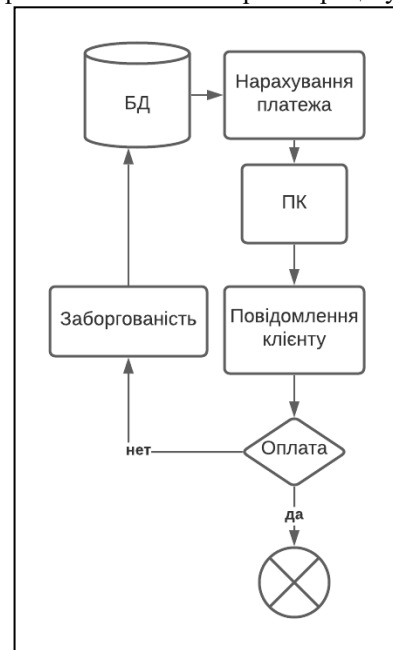 БД
Нарахування
платежа
ПК
Заборгованість
Повідомлення
клієнту
Оплата
нет
да